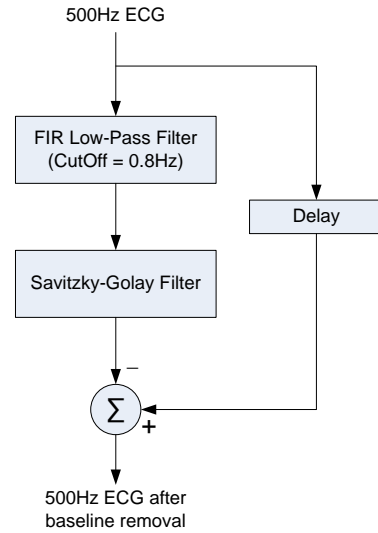 500Hz ECG
FIR Low-Pass Filter
(CutOff = 0.8Hz)
Delay
Savitzky-Golay Filter
−
Σ
+
500Hz ECG after
baseline removal